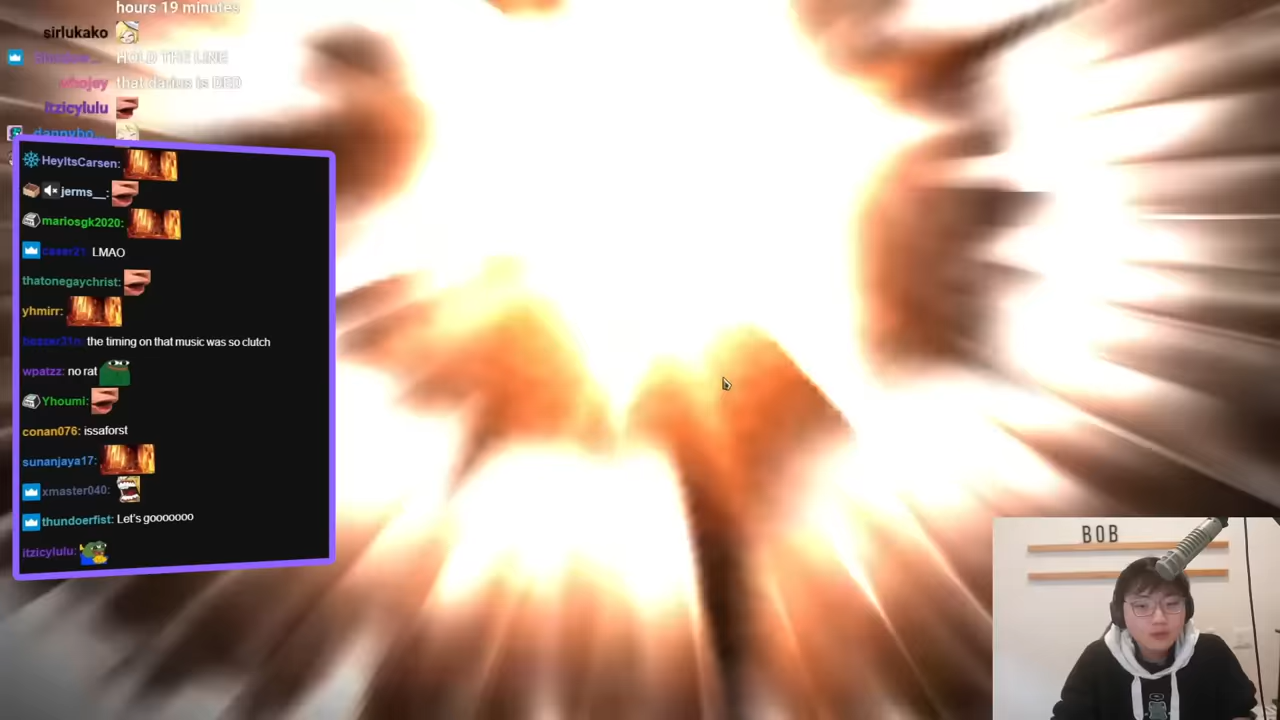 hours 19 minutes
sirlukako
HOLD THE LINE
whojey that darius is DED
itzicylulu
dannybo...
HeyItsCarsen:
jerms__:
mariosgk2020:
LMAO
thatonegaychrist:
yhmirr:
the timing on that music was so clutch
wpatzz: no rat
Yhoumi:
conan076: issaforst
sunanjaya17:
xmaster040:
thundoerfist: Let's gooooooo
itzicylulu:
BOB